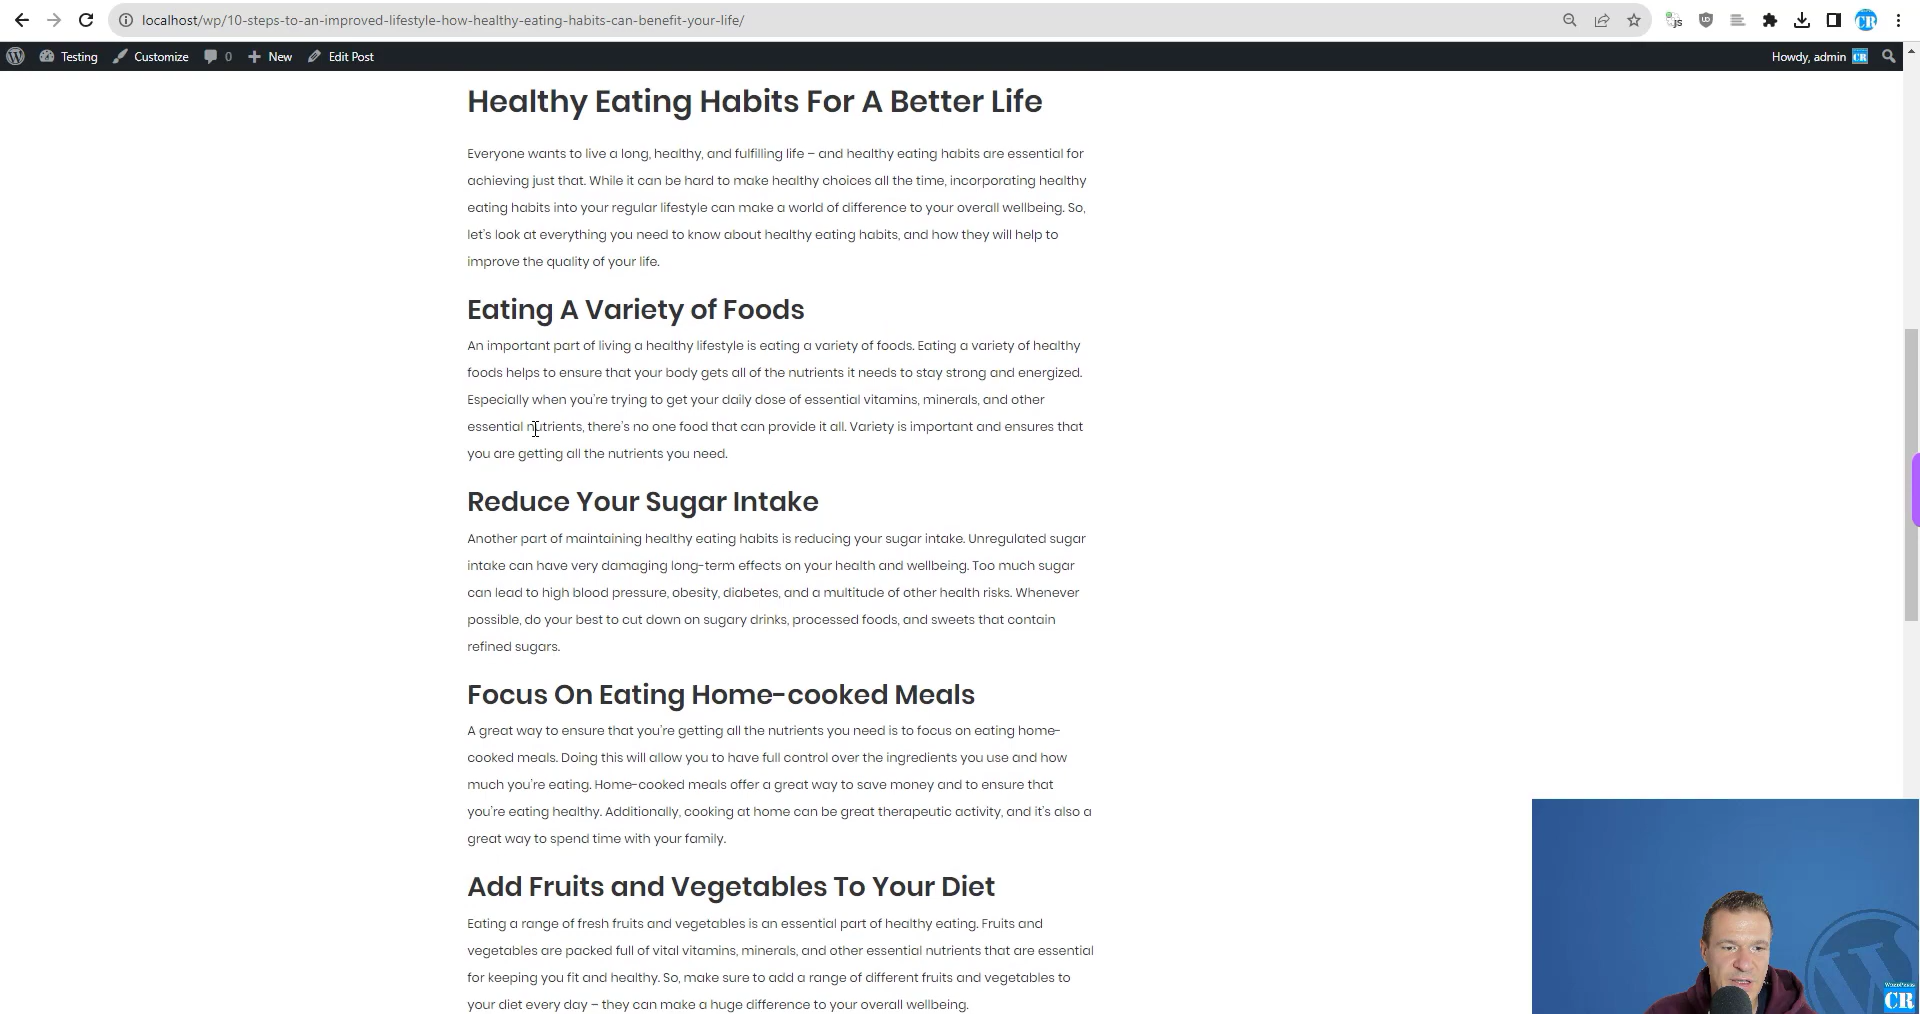 localhost/wp/10-steps-to-an-improved-lifestyle-how-healthy-eating-habits-can-benefit-your-life/
js
CR
Testing
Customize
0
New
Edit Post
Howdy, admin
CR
Healthy Eating Habits For A Better Life
Everyone wants to live a long, healthy, and fulfilling life – and healthy eating habits are essential for
achieving just that. While it can be hard to make healthy choices all the time, incorporating healthy
eating habits into your regular lifestyle can make a world of difference to your overall wellbeing. So,
let's look at everything you need to know about healthy eating habits, and how they will help to
improve the quality of your life.
Eating A Variety of Foods
An important part of living a healthy lifestyle is eating a variety of foods. Eating a variety of healthy
foods helps to ensure that your body gets all of the nutrients it needs to stay strong and energized.
Especially when you're trying to get your daily dose of essential vitamins, minerals, and other
essential nutrients, there's no one food that can provide it all. Variety is important and ensures that
you are getting all the nutrients you need.
Reduce Your Sugar Intake
Another part of maintaining healthy eating habits is reducing your sugar intake. Unregulated sugar
intake can have very damaging long-term effects on your health and wellbeing. Too much sugar
can lead to high blood pressure, obesity, diabetes, and a multitude of other health risks. Whenever
possible, do your best to cut down on sugary drinks, processed foods, and sweets that contain
refined sugars.
Focus On Eating Home-cooked Meals
A great way to ensure that you're getting all the nutrients you need is to focus on eating home-
cooked meals. Doing this will allow you to have full control over the ingredients you use and how
much you're eating. Home-cooked meals offer a great way to save money and to ensure that
you're eating healthy. Additionally, cooking at home can be great therapeutic activity, and it's also a
great way to spend time with your family.
Add Fruits and Vegetables To Your Diet
Eating a range of fresh fruits and vegetables is an essential part of healthy eating. Fruits and
vegetables are packed full of vital vitamins, minerals, and other essential nutrients that are essential
for keeping you fit and healthy. So, make sure to add a range of different fruits and vegetables to
your diet every day – they can make a huge difference to your overall wellbeing.
WORDPRESS
CR